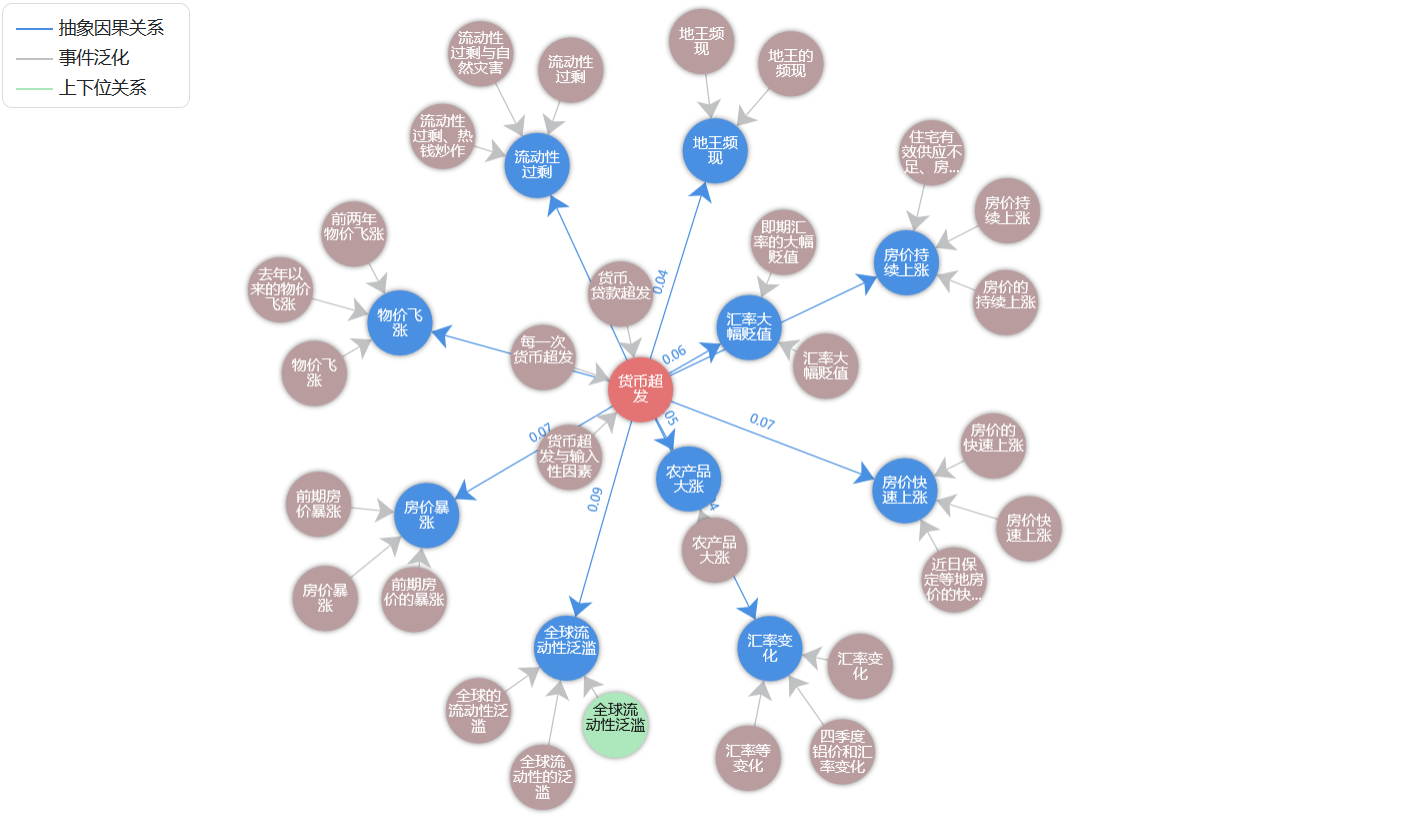 抽象因果关系
事件泛化
上下位关系
流动性
过剩与自
然灾害
流动性
过剩
地王频
现
地王的
频现
流动性
过剩、热
钱炒作
流动性
过剩
地王频
现
住宅有
效供应不
足、房...
房价持
续上涨
前两年
物价飞涨
即期汇
率的大幅
贬值
房价持
续上涨
去年以
来的物价
飞涨
货币、
贷款超发
0.04
房价的
持续上涨
物价飞
涨
汇率大
幅贬值
每一次
货币超发
0.06
物价飞
涨
汇率大
幅贬值
货币超
发
05
0.07
0.07
货币超
发与输入
性因素
房价的
快速上涨
农产品
大涨
房价快
速上涨
前期房
价暴涨
0.09
4
房价暴
涨
房价快
速上涨
农产品
大涨
房价暴
涨
前期房
价的暴涨
近日保
定等地房
价的快...
全球流
动性泛滥
汇率变
化
汇率变
化
全球的
流动性泛
滥
全球流
动性泛滥
全球流
动性的泛
滥
汇率等
变化
四季度
铝价和汇
率变化